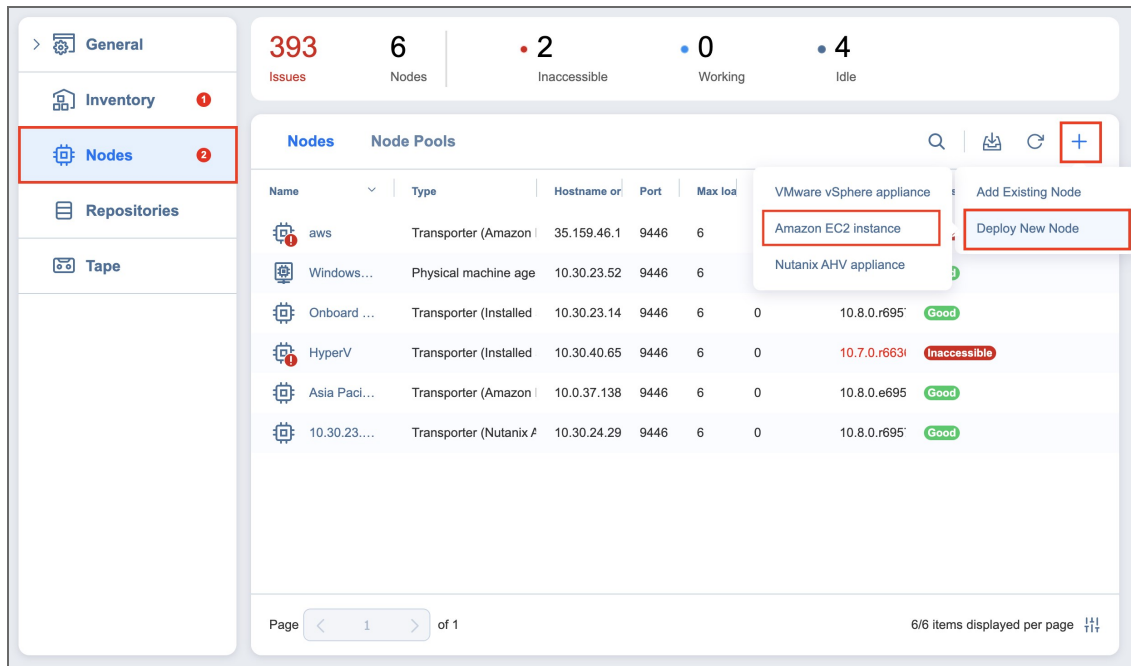 General
Inventory 1
Nodes 2
Repositories
Tape
393 6 2 0 4
Issues Nodes Inaccessible Working Idle
Nodes Node Pools
Name Type Hostname or Port Max loa
VMware vSphere appliance
Amazon EC2 instance
Nutanix AHV appliance
Add Existing Node
Deploy New Node
aws Transporter (Amazon 35.159.46.1 9446 6
Windows... Physical machine age 10.30.23.52 9446 6
Onboard ... Transporter (Installed 10.30.23.14 9446 6 0 10.8.0.r695 Good
HyperV Transporter (Installed 10.30.40.65 9446 6 0 10.7.0.r663 Inaccessible
Asia Paci... Transporter (Amazon 10.0.37.138 9446 6 0 10.8.0.e695 Good
10.30.23.... Transporter (Nutanix A 10.30.24.29 9446 6 0 10.8.0.r695 Good
Page 1 of 1
6/6 items displayed per page